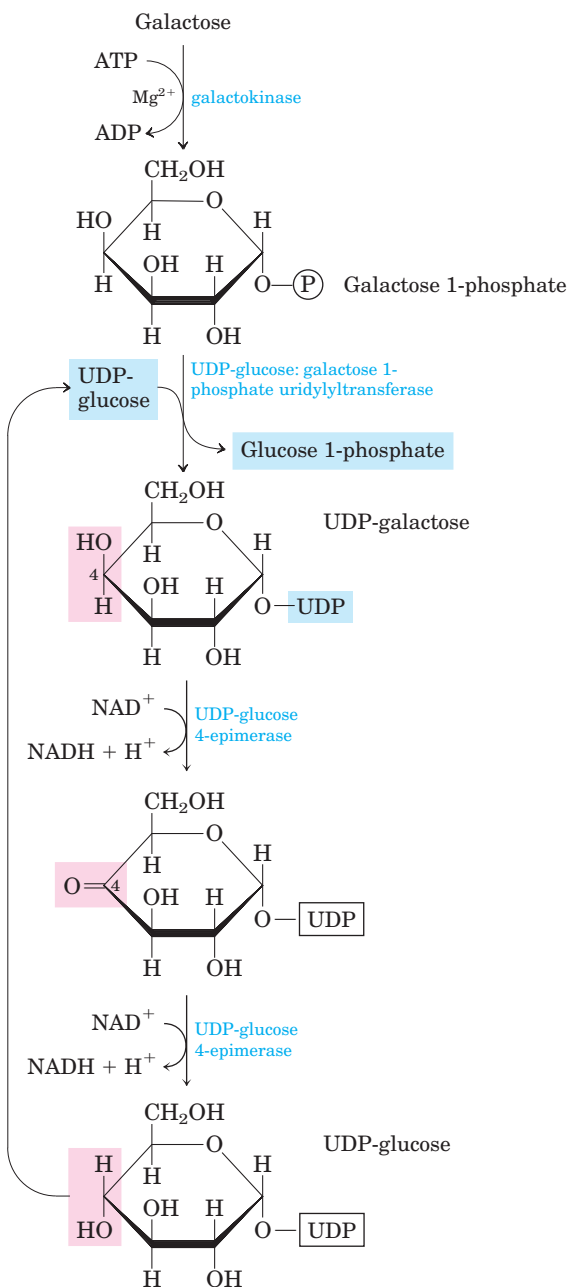 Galactose
ATP
Mg²⁺ galactokinase
ADP
CH₂OH
HO O H
H
OH H
H O P Galactose 1-phosphate
H OH
UDP-
glucose
UDP-glucose: galactose 1-
phosphate uridylyltransferase
Glucose 1-phosphate
CH₂OH
UDP-galactose
HO O H
4 H
OH H
H O UDP
H OH
NAD⁺
UDP-glucose
4-epimerase
NADH + H⁺
CH₂OH
O
H H
O 4
OH H
O UDP
H OH
NAD⁺
UDP-glucose
4-epimerase
NADH + H⁺
CH₂OH
O UDP-glucose
H H H
4
OH H
HO O UDP
H OH